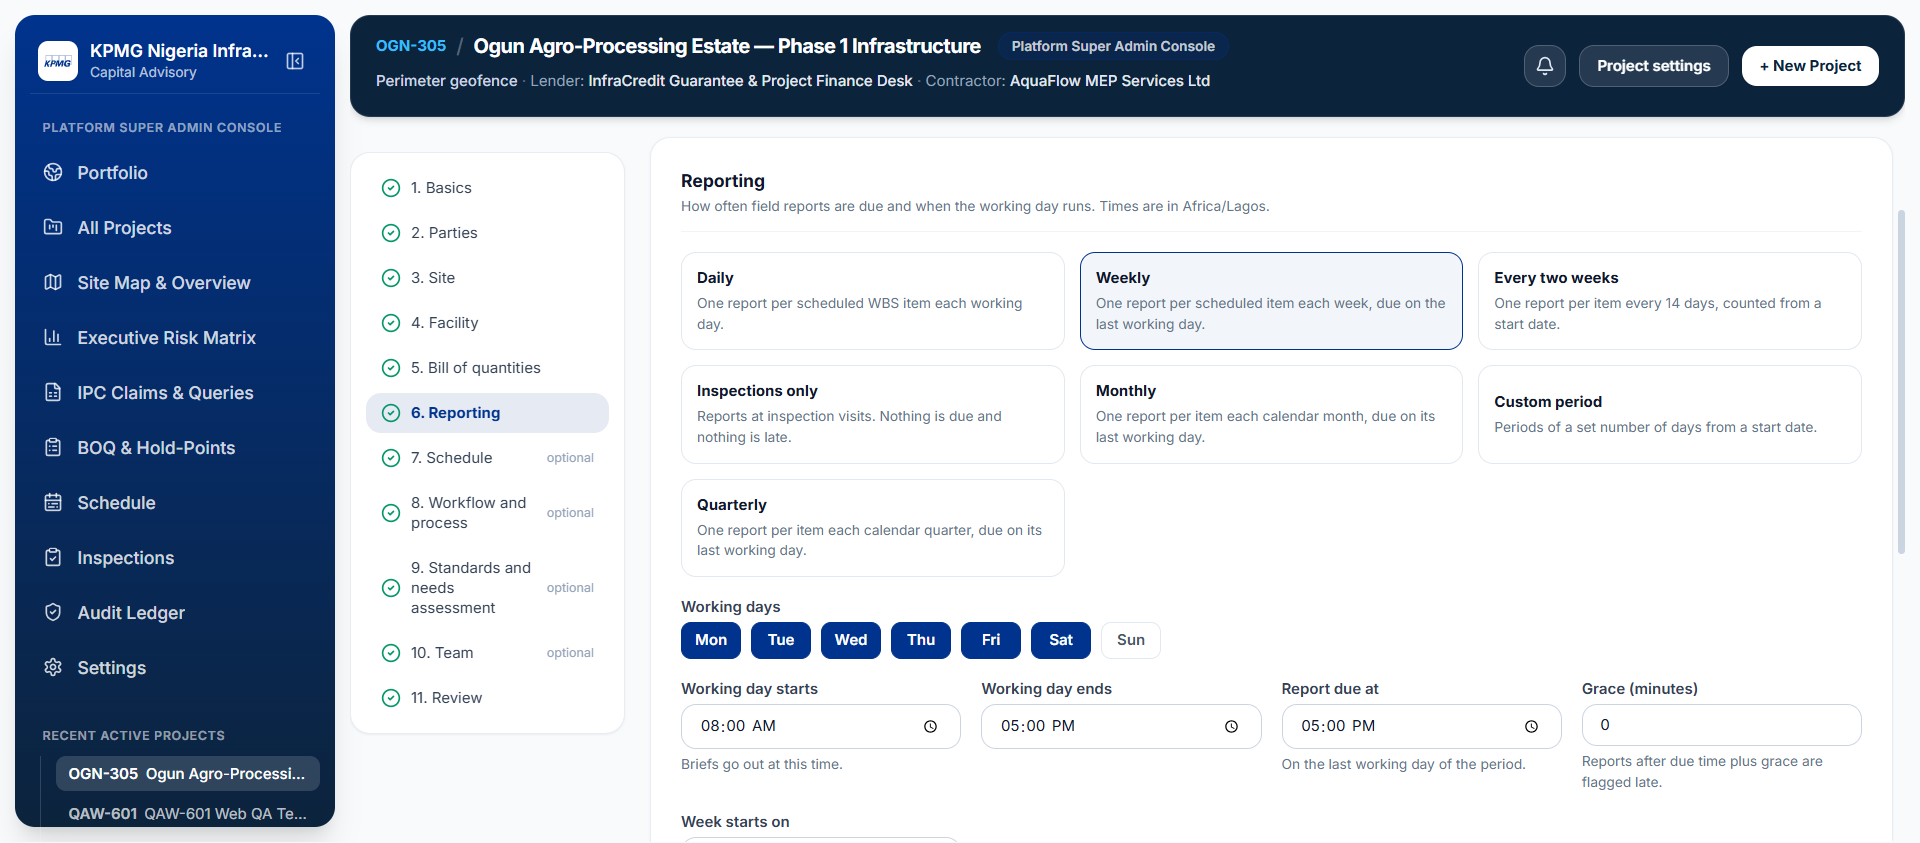 KPMG
KPMG Nigeria Infra...
Capital Advisory
PLATFORM SUPER ADMIN CONSOLE
Portfolio
All Projects
Site Map & Overview
Executive Risk Matrix
IPC Claims & Queries
BOQ & Hold-Points
Schedule
Inspections
Audit Ledger
Settings
RECENT ACTIVE PROJECTS
OGN-305 Ogun Agro-Processi...
QAW-601 QAW-601 Web QA Te...
OGN-305 / Ogun Agro-Processing Estate — Phase 1 Infrastructure Platform Super Admin Console
Perimeter geofence · Lender: InfraCredit Guarantee & Project Finance Desk · Contractor: AquaFlow MEP Services Ltd
Project settings
+ New Project
1. Basics
2. Parties
3. Site
4. Facility
5. Bill of quantities
6. Reporting
7. Schedule optional
8. Workflow and
process
optional
9. Standards and
needs
assessment
optional
10. Team optional
11. Review
Reporting
How often field reports are due and when the working day runs. Times are in Africa/Lagos.
Daily
One report per scheduled WBS item each working
day.
Weekly
One report per scheduled item each week, due on the
last working day.
Every two weeks
One report per item every 14 days, counted from a
start date.
Inspections only
Reports at inspection visits. Nothing is due and
nothing is late.
Monthly
One report per item each calendar month, due on its
last working day.
Custom period
Periods of a set number of days from a start date.
Quarterly
One report per item each calendar quarter, due on its
last working day.
Working days
Mon Tue Wed Thu Fri Sat Sun
Working day starts
08:00 AM
Briefs go out at this time.
Working day ends
05:00 PM
Report due at
05:00 PM
On the last working day of the period.
Grace (minutes)
0
Reports after due time plus grace are
flagged late.
Week starts on